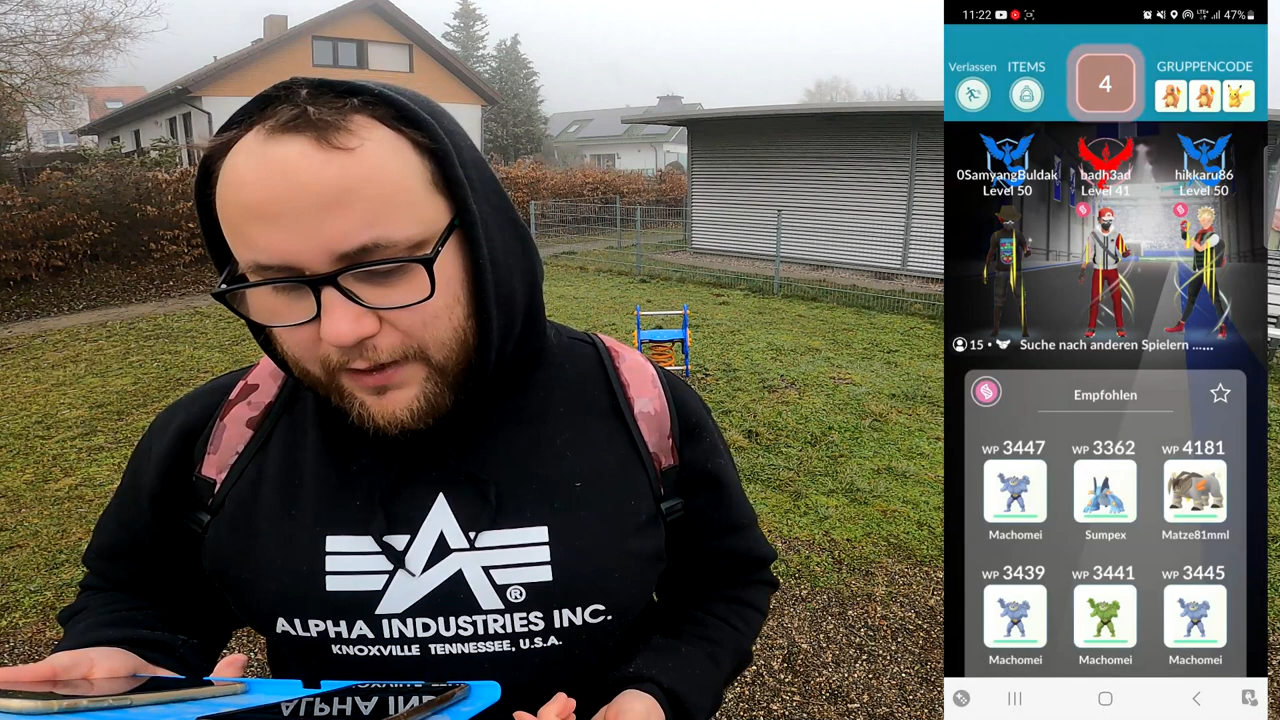 11:22
LTE+
47%
Verlassen
ITEMS
4
GRUPPENCODE
0SamyangBuldak
Level 50
badh3ad
Level 41
hikkaru86
Level 50
15 • Suche nach anderen Spielern ......
Empfohlen
WP 3447
WP 3362
WP 4181
Machomei
Sumpex
Matze81mml
WP 3439
WP 3441
WP 3445
Machomei
Machomei
Machomei
A
®
ALPHA INDUSTRIES INC.
KNOXVILLE TENNESSEE, U.S.A.